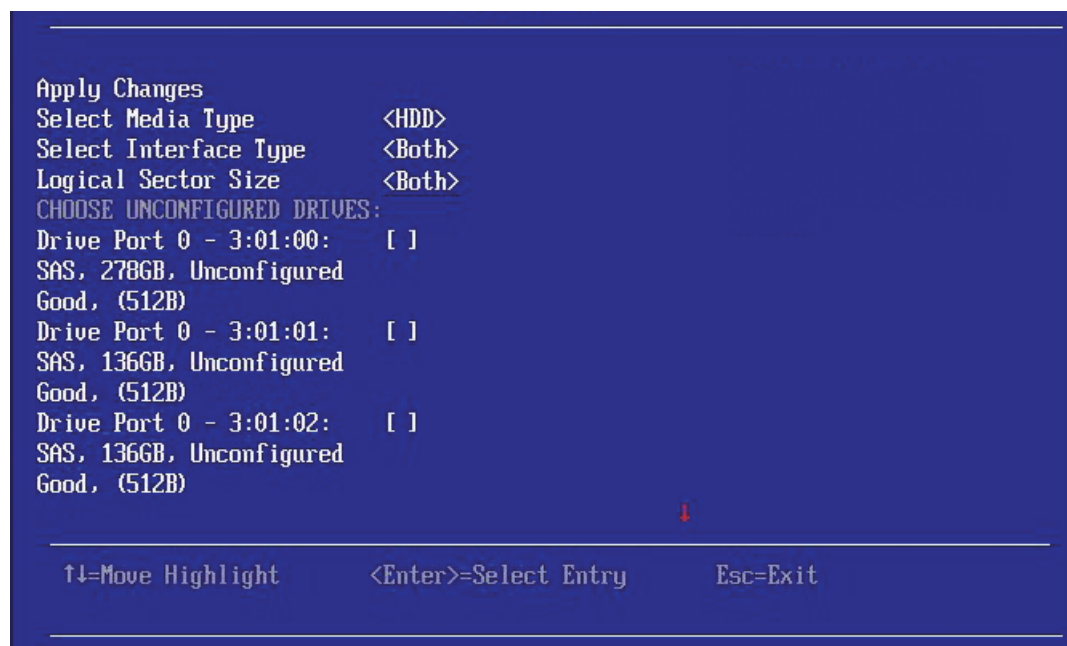 Apply Changes
Select Media Type <HDD>
Select Interface Type <Both>
Logical Sector Size <Both>
CHOOSE UNCONFIGURED DRIVES:
Drive Port 0 - 3:01:00: [ ]
SAS, 278GB, Unconfigured
Good, (512B)
Drive Port 0 - 3:01:01: [ ]
SAS, 136GB, Unconfigured
Good, (512B)
Drive Port 0 - 3:01:02: [ ]
SAS, 136GB, Unconfigured
Good, (512B)
↓
↑↓=Move Highlight <Enter>=Select Entry Esc=Exit